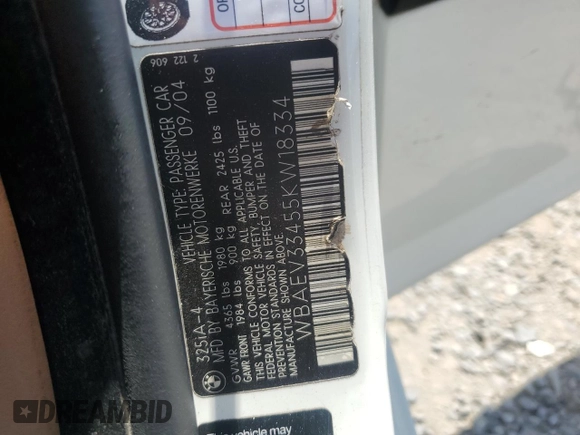 325iA-4
VEHICLE TYPE: PASSENGER CAR
MFD BY BAYERISCHE MOTORENWERKE 09/04
GVWR 4365 lbs 1980 kg REAR 2425 lbs 1100 kg
GAWR FRONT 1984 lbs 900 kg
THIS VEHICLE CONFORMS TO ALL APPLICABLE U.S.
FEDERAL MOTOR VEHICLE SAFETY, BUMPER AND THEFT
PREVENTION STANDARDS IN EFFECT ON THE DATE OF
MANUFACTURE SHOWN ABOVE.
WBAEV33455KW18334
2 122 606
vehicle may
DREAMBID